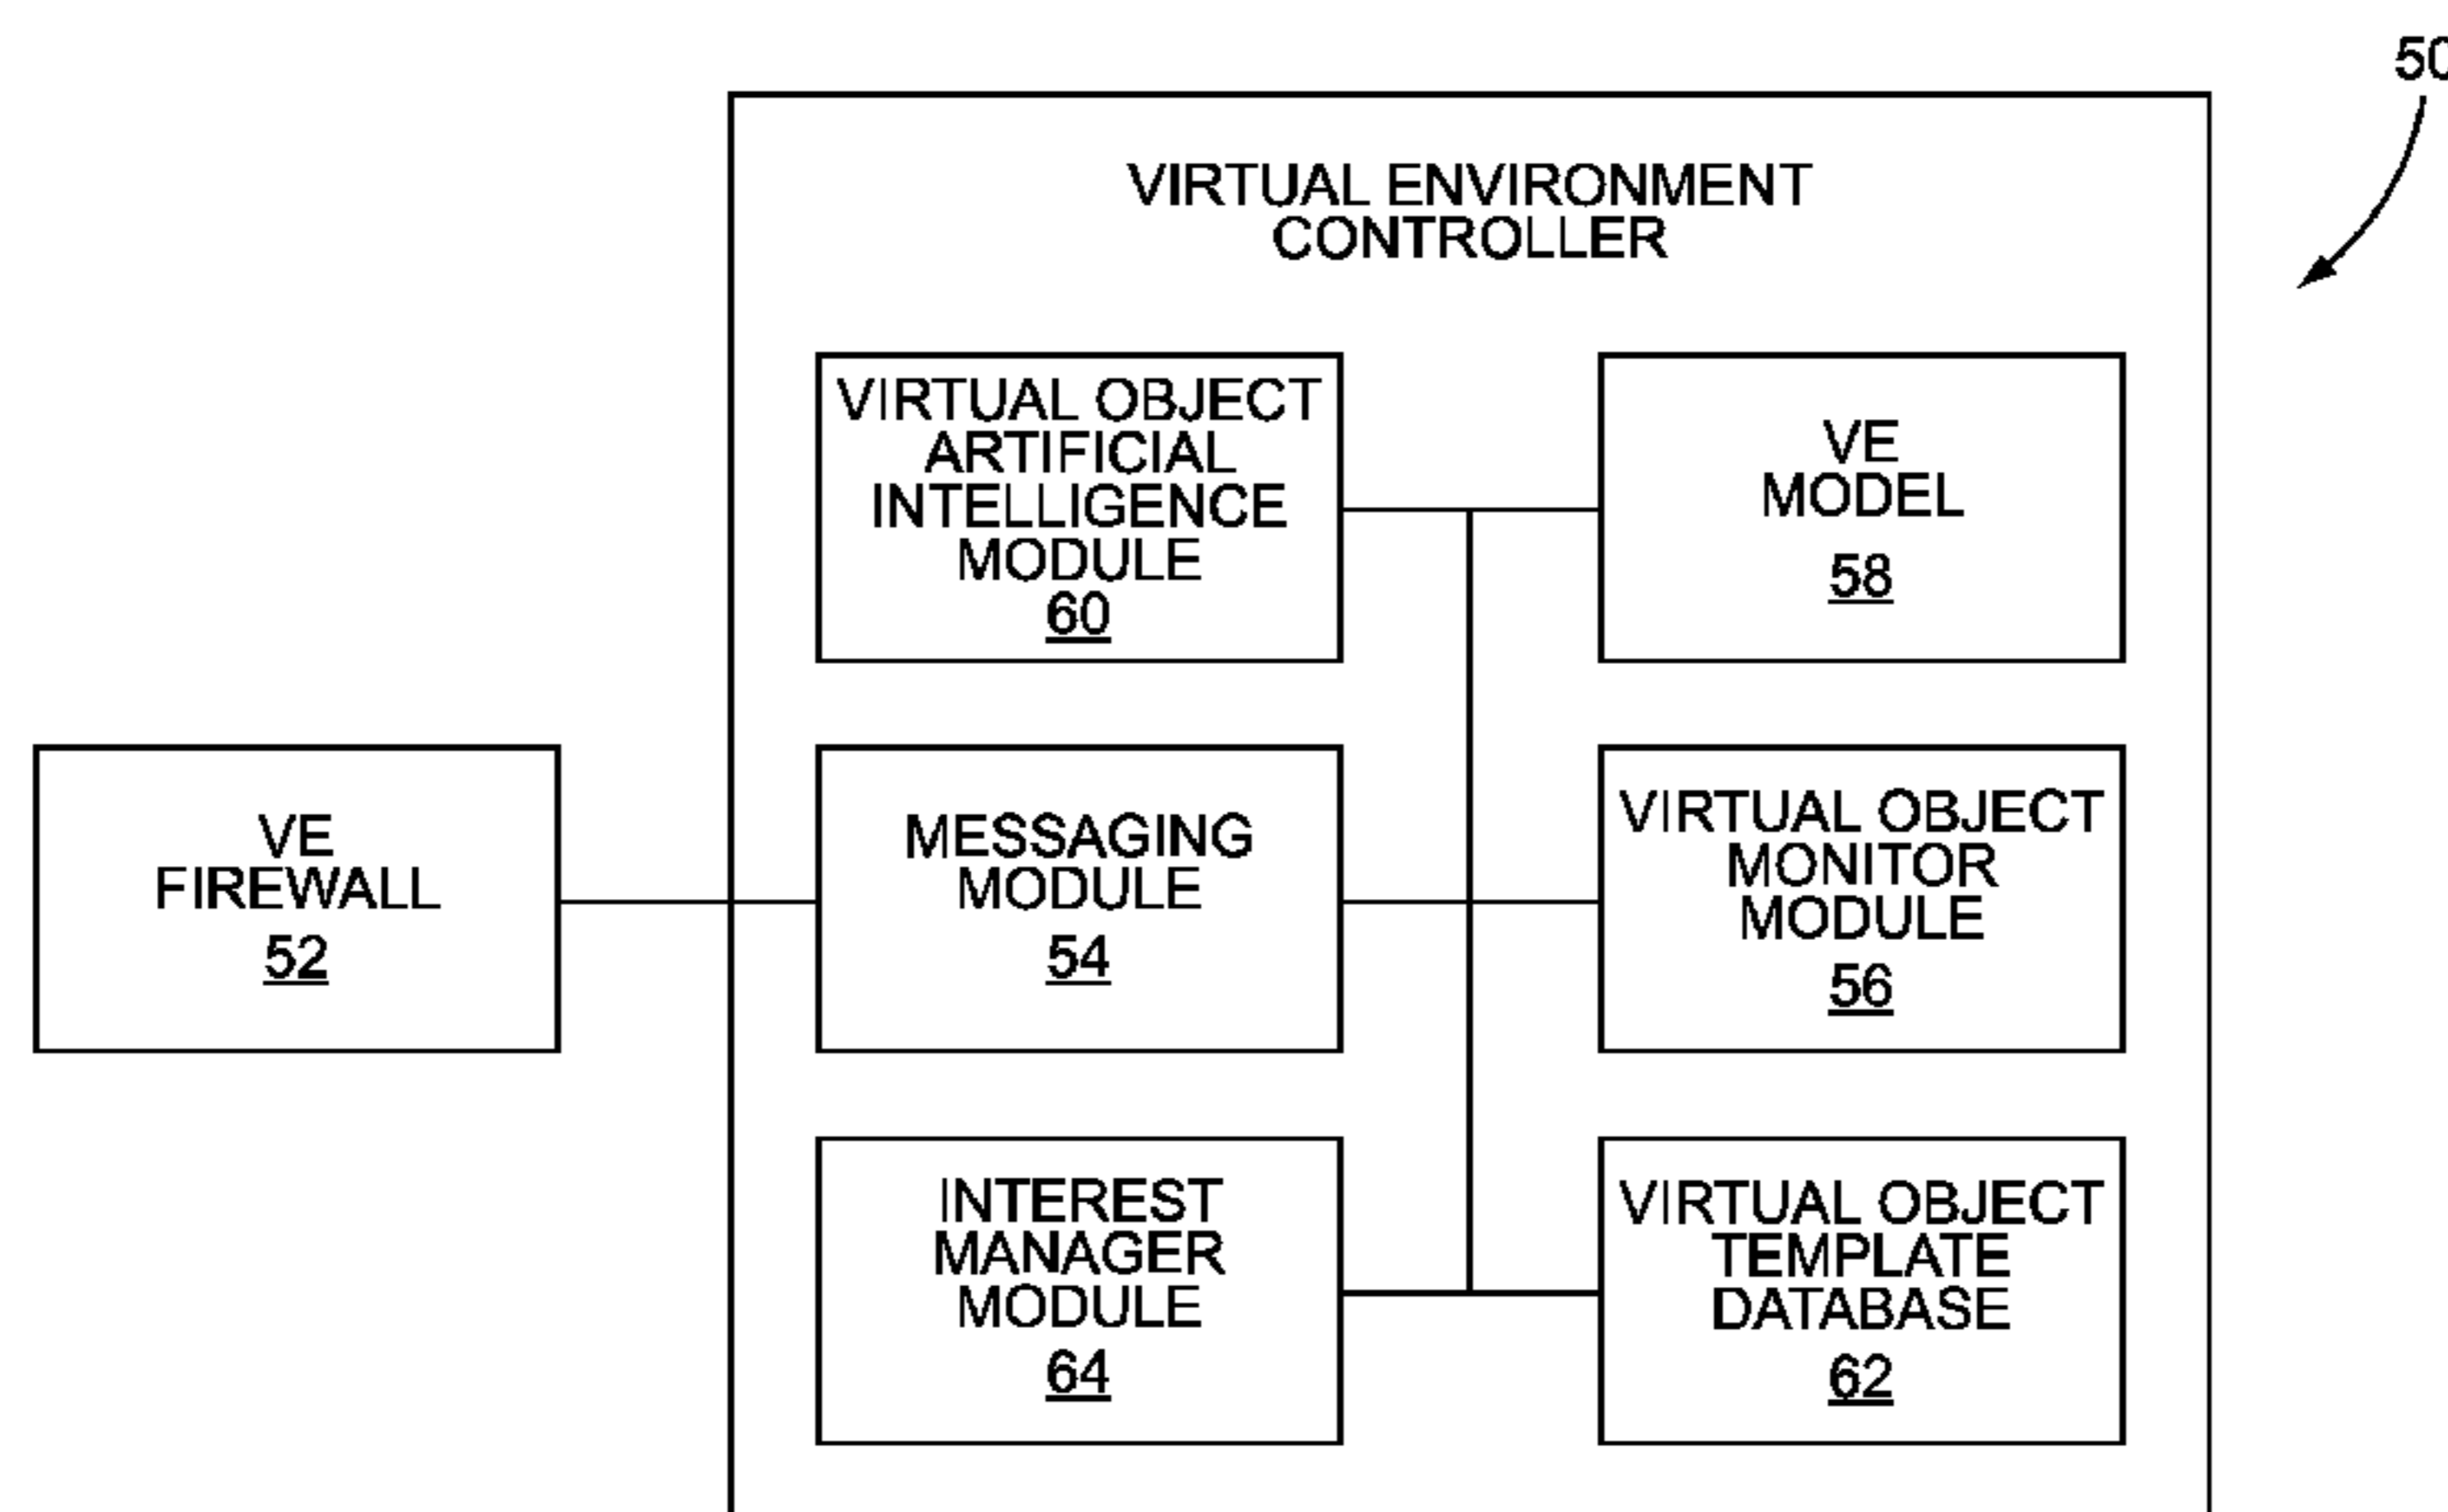 50
VIRTUAL ENVIRONMENT
CONTROLLER
VIRTUAL OBJECT
ARTIFICIAL
INTELLIGENCE
MODULE
60
VE
MODEL
58
VE
FIREWALL
52
MESSAGING
MODULE
54
VIRTUAL OBJECT
MONITOR
MODULE
56
INTEREST
MANAGER
MODULE
64
VIRTUAL OBJECT
TEMPLATE
DATABASE
62